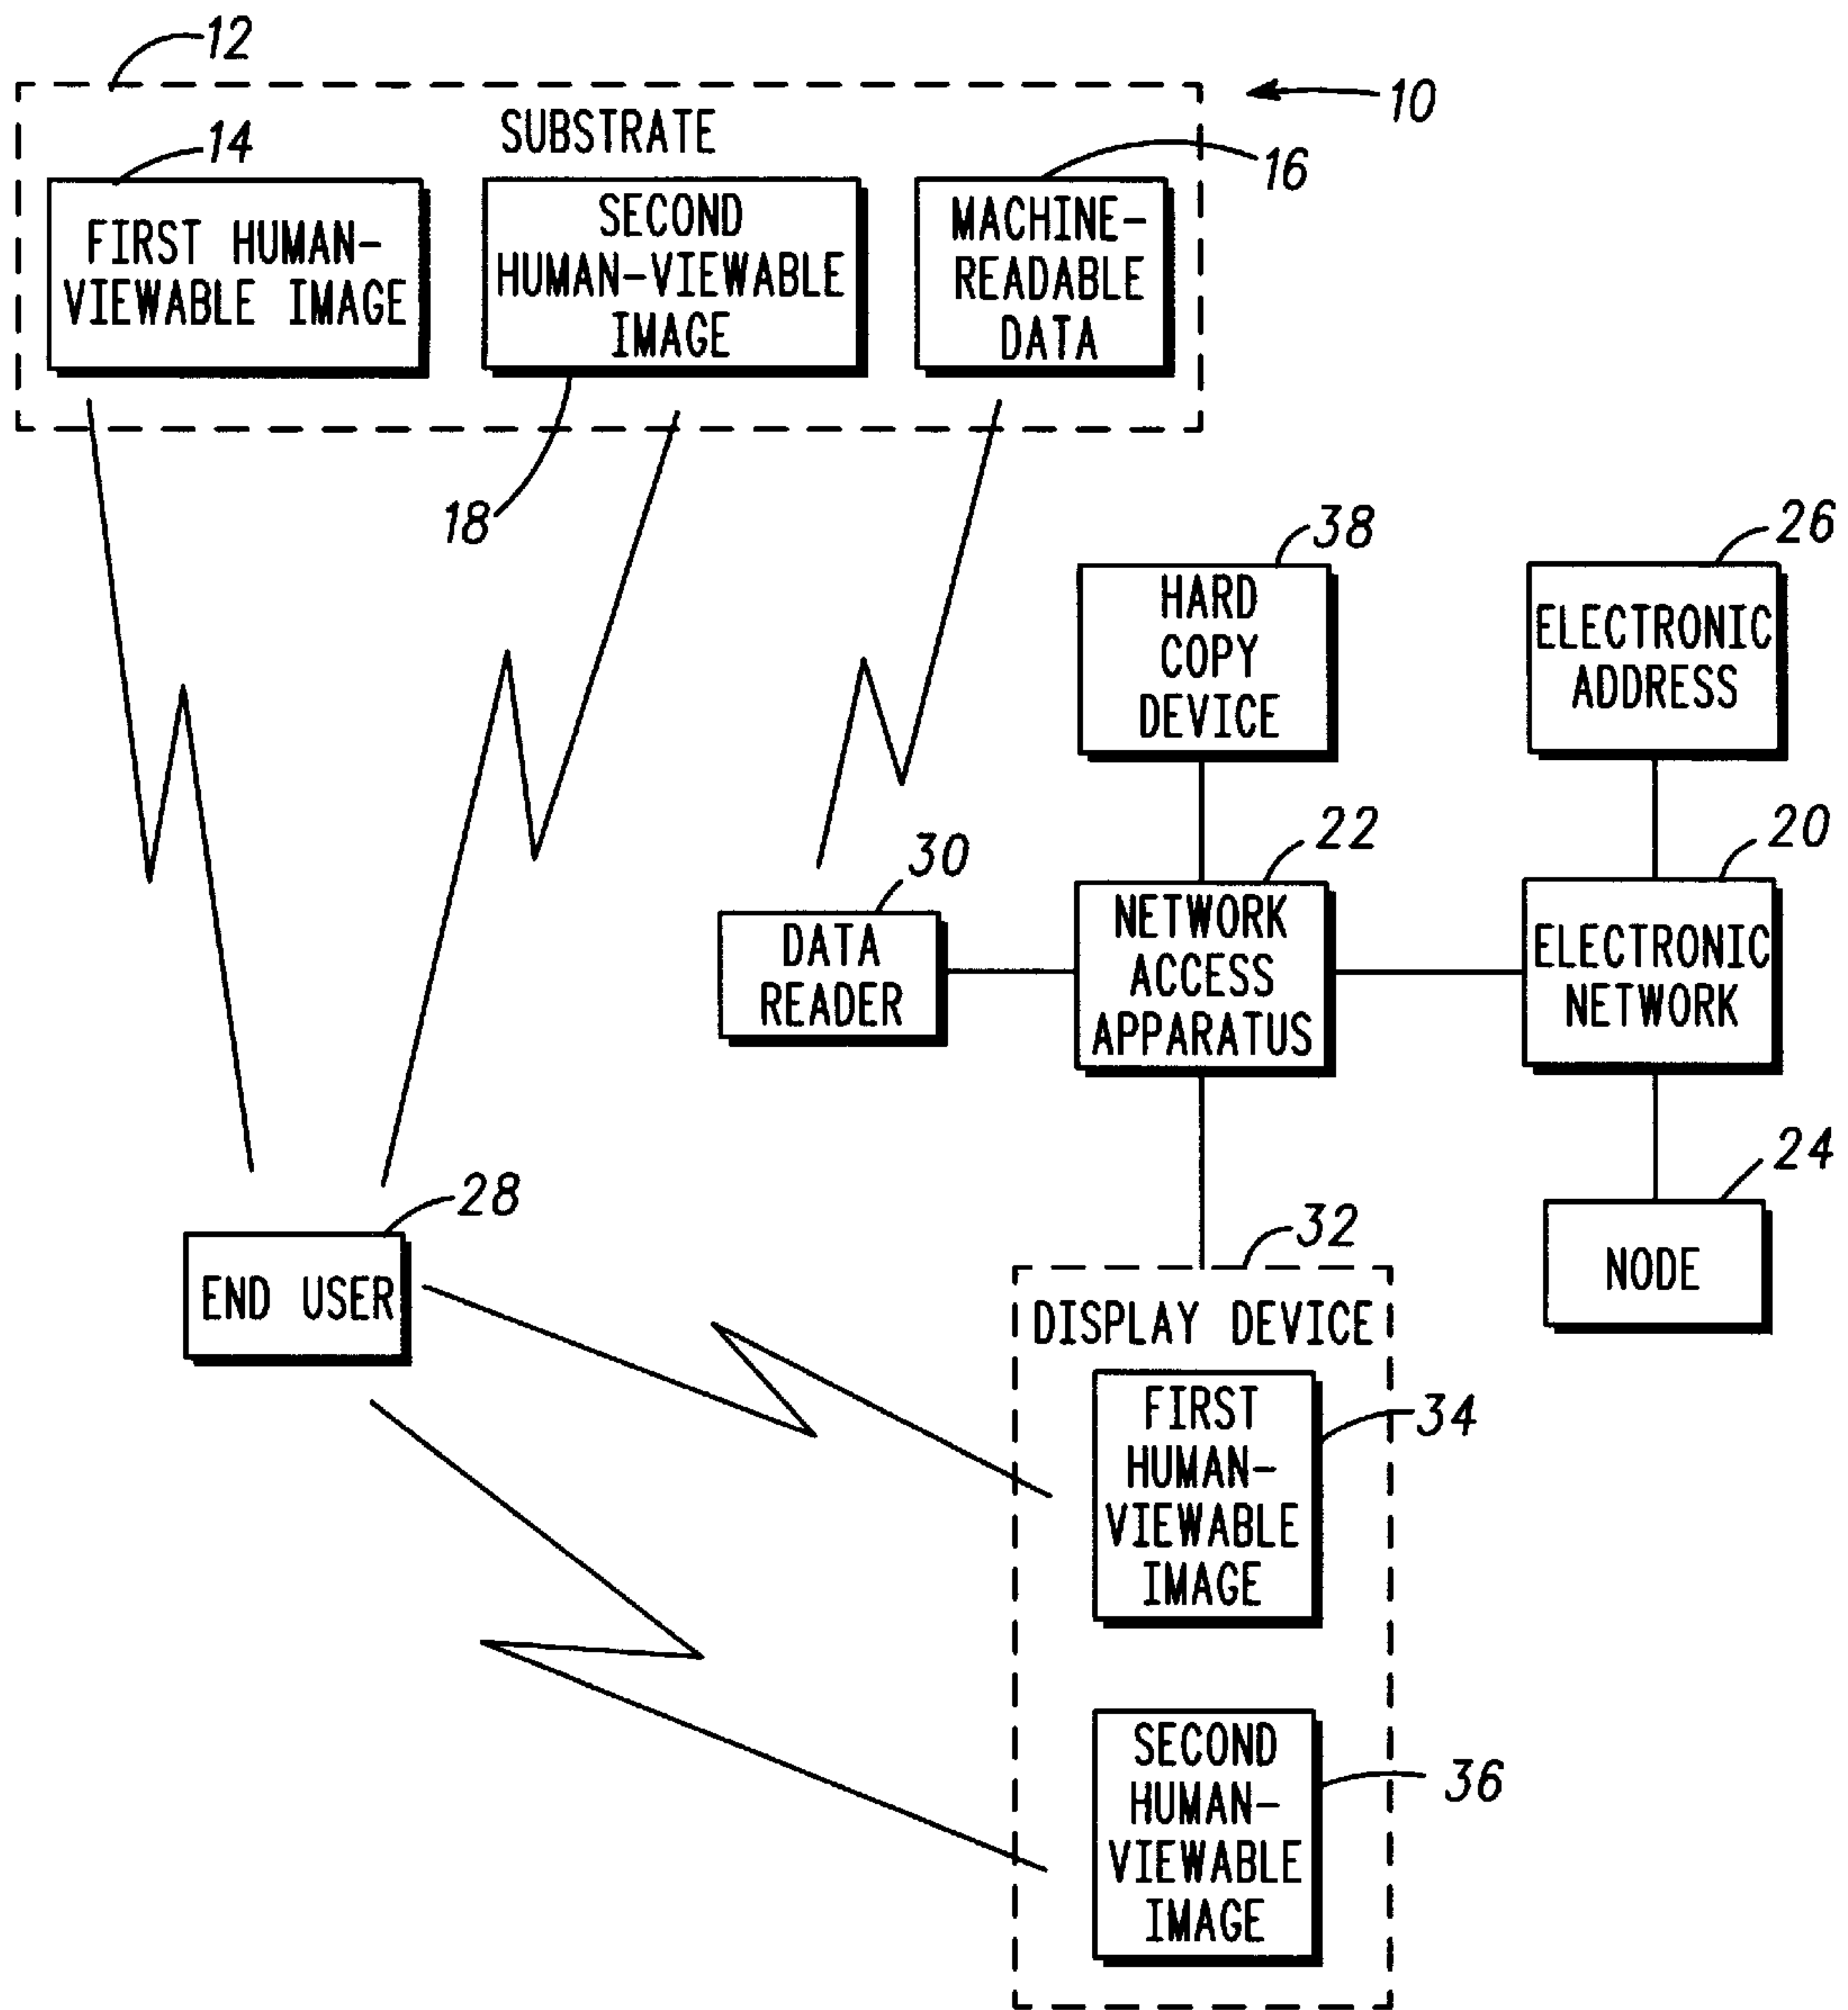 12
10
SUBSTRATE
14
16
FIRST HUMAN-
VIEWABLE IMAGE
SECOND
HUMAN-VIEWABLE
IMAGE
MACHINE-
READABLE
DATA
18
38
26
HARD
COPY
DEVICE
ELECTRONIC
ADDRESS
30
22
20
DATA
READER
NETWORK
ACCESS
APPARATUS
ELECTRONIC
NETWORK
28
32
24
END USER
NODE
DISPLAY DEVICE
FIRST
HUMAN-
VIEWABLE
IMAGE
34
SECOND
HUMAN-
VIEWABLE
IMAGE
36